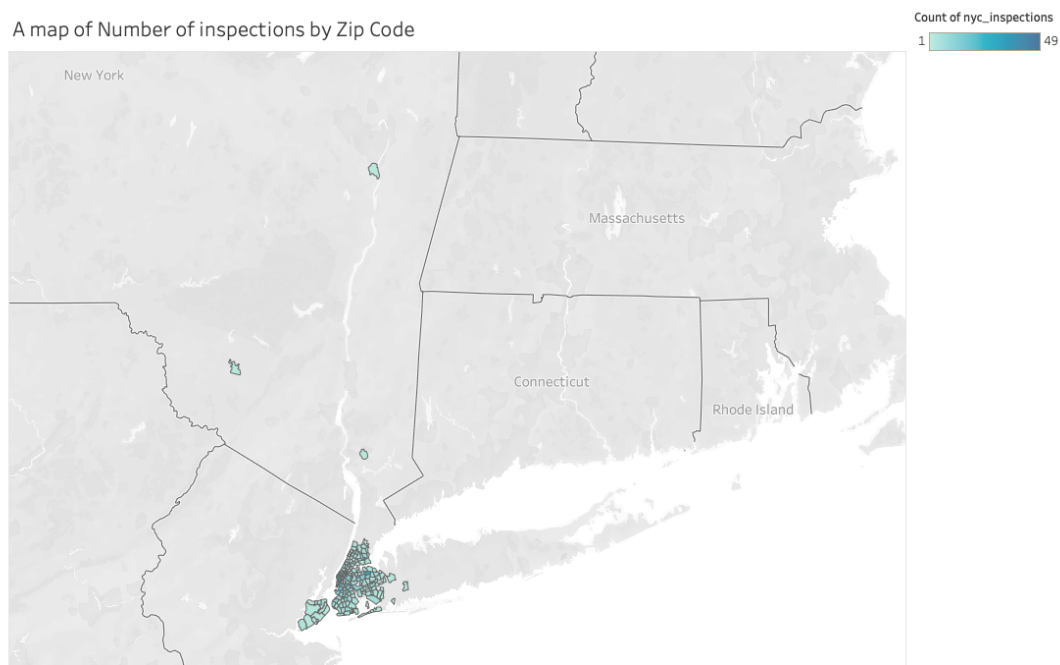 A map of Number of inspections by Zip Code
Count of nyc_inspections
1 49
New York
Massachusetts
Connecticut
Rhode Island